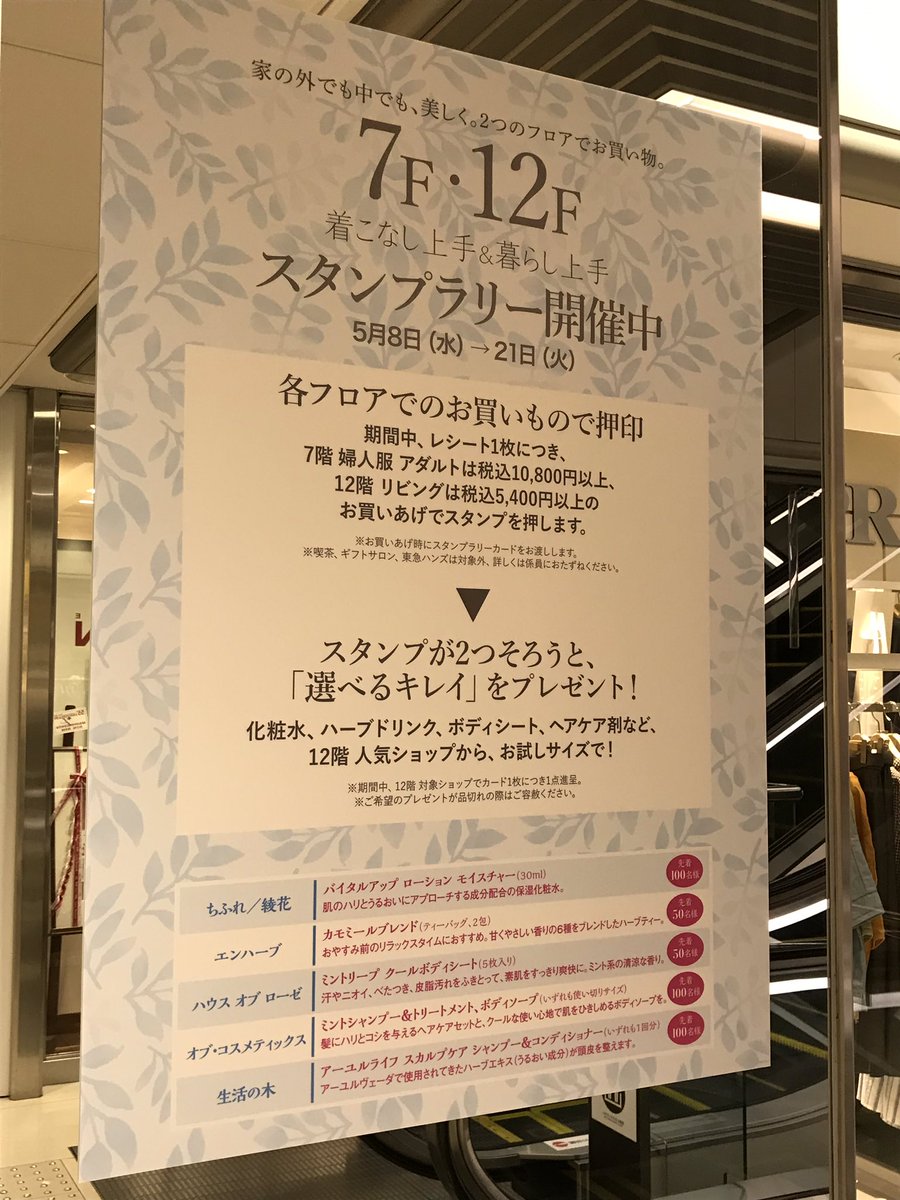 家の外でも中でも、美しく。2つのフロアでお買い物。
7F・12F
着こなし上手&暮らし上手
スタンプラリー開催中
5月8日(水)→21日(火)
各フロアでのお買いもので押印
期間中、レシート1枚につき、
7階 婦人服 アダルトは税込10,800円以上、
12階 リビングは税込5,400円以上の
お買いあげでスタンプを押します。
※お買いあげ時にスタンプラリーカードをお渡しします。
※喫茶、ギフトサロン、東急ハンズは対象外、詳しくは係員におたずねください。
▼
スタンプが2つそろうと、
「選べるキレイ」をプレゼント!
化粧水、ハーブドリンク、ボディシート、ヘアケア剤など、
12階 人気ショップから、お試しサイズで!
※期間中、12階 対象ショップでカード1枚につき1点進呈。
※ご希望のプレゼントが品切れの際はご容赦ください。
ちふれ/綾花
バイタルアップ ローション モイスチャー(30ml)
肌のハリとうるおいにアプローチする成分配合の保湿化粧水。
先着
100名様
エンハーブ
カモミールブレンド(ティーバッグ、2包)
おやすみ前のリラックスタイムにおすすめ。甘くやさしい香りの6種をブレンドしたハーブティー。
先着
50名様
ハウス オブ ローゼ
ミントリープ クールボディシート(5枚入り)
汗やニオイ、べたつき、皮脂汚れをふきとって、素肌をすっきり爽快に。ミント系の清涼な香り。
先着
50名様
オブ・コスメティックス
ミントシャンプー&トリートメント、ボディソープ(いずれも使い切りサイズ)
髪にハリとコシを与えるヘアケアセットと、クールな使い心地で肌をひきしめるボディソープを。
先着
100名様
生活の木
アーユルライフ スカルプケア シャンプー&コンディショナー(いずれも1回分)
アーユルヴェーダで使用されてきたハーブエキス(うるおい成分)が頭皮を整えます。
先着
100名様